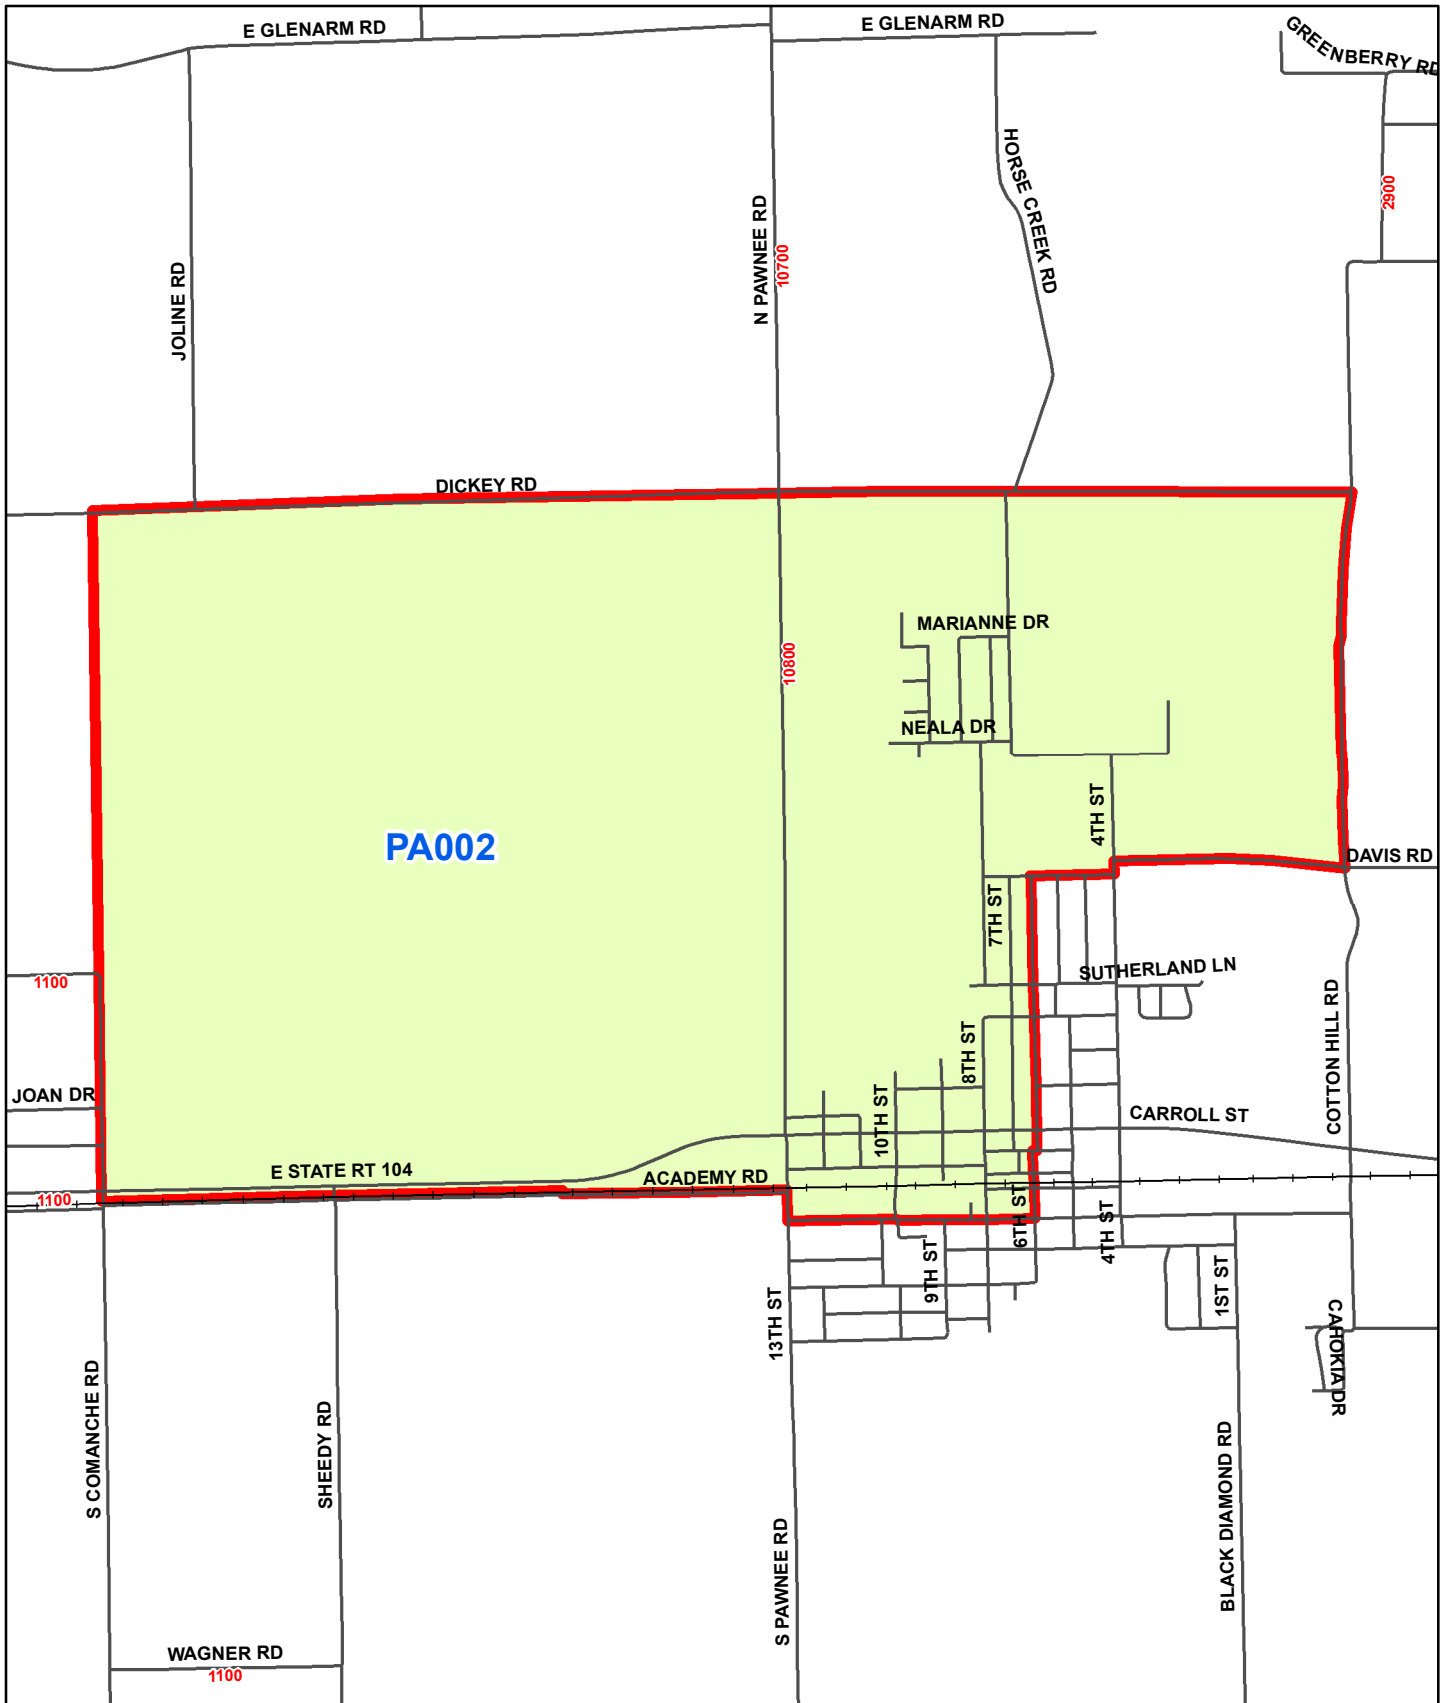 E GLENARM RD
E GLENARM RD
GREENBERRY RD
HORSE CREEK RD
2900
N PAWNEE RD
10700
JOLINE RD
DICKEY RD
MARIANNE DR
10800
NEALA DR
4TH ST
PA002
DAVIS RD
7TH ST
SUTHERLAND LN
1100
COTTON HILL RD
8TH ST
JOAN DR
10TH ST
CARROLL ST
E STATE RT 104
ACADEMY RD
1100
6TH ST
4TH ST
9TH ST
1ST ST
13TH ST
CAHOKIA DR
S COMANCHE RD
SHEEDY RD
BLACK DIAMOND RD
S PAWNEE RD
WAGNER RD
1100